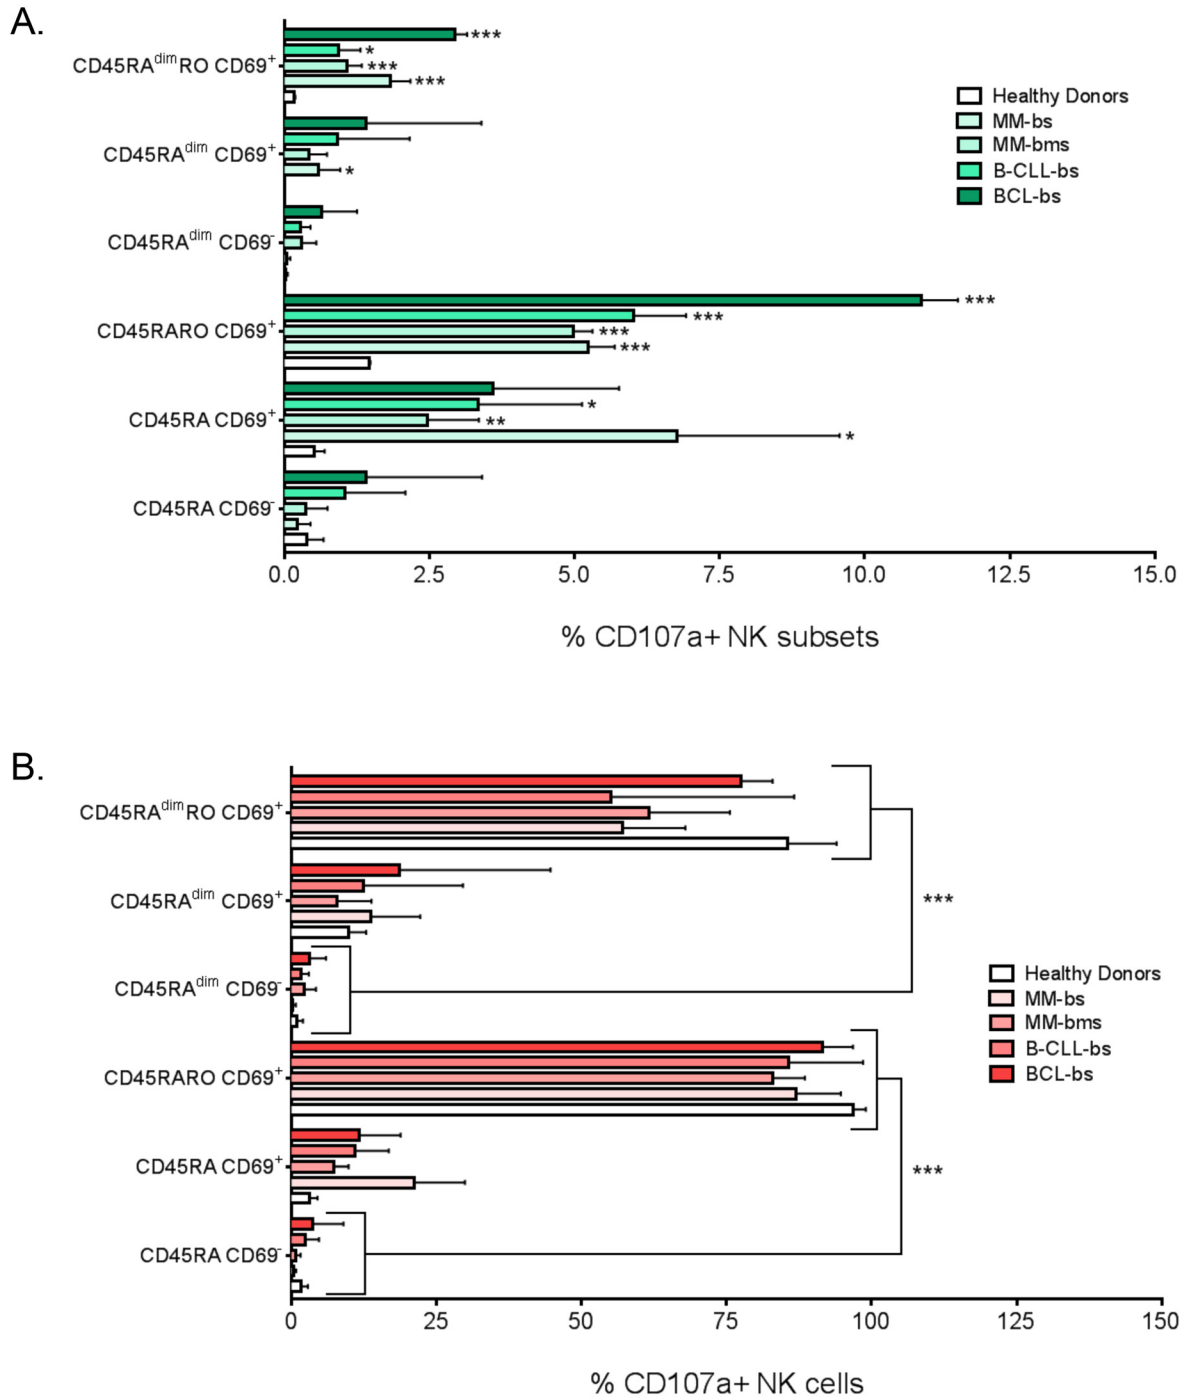 A.
CD45RAdimRO CD69+
***
*
***
***
CD45RAdim CD69+
*
CD45RAdim CD69-
CD45RARO CD69+
***
***
***
***
CD45RA CD69+
*
**
*
CD45RA CD69-
0.0 2.5 5.0 7.5 10.0 12.5 15.0
% CD107a+ NK subsets
Healthy Donors
MM-bs
MM-bms
B-CLL-bs
BCL-bs
B.
CD45RAdimRO CD69+
CD45RAdim CD69+
CD45RAdim CD69-
***
CD45RARO CD69+
CD45RA CD69+
CD45RA CD69-
***
0 25 50 75 100 125 150
% CD107a+ NK cells
Healthy Donors
MM-bs
MM-bms
B-CLL-bs
BCL-bs